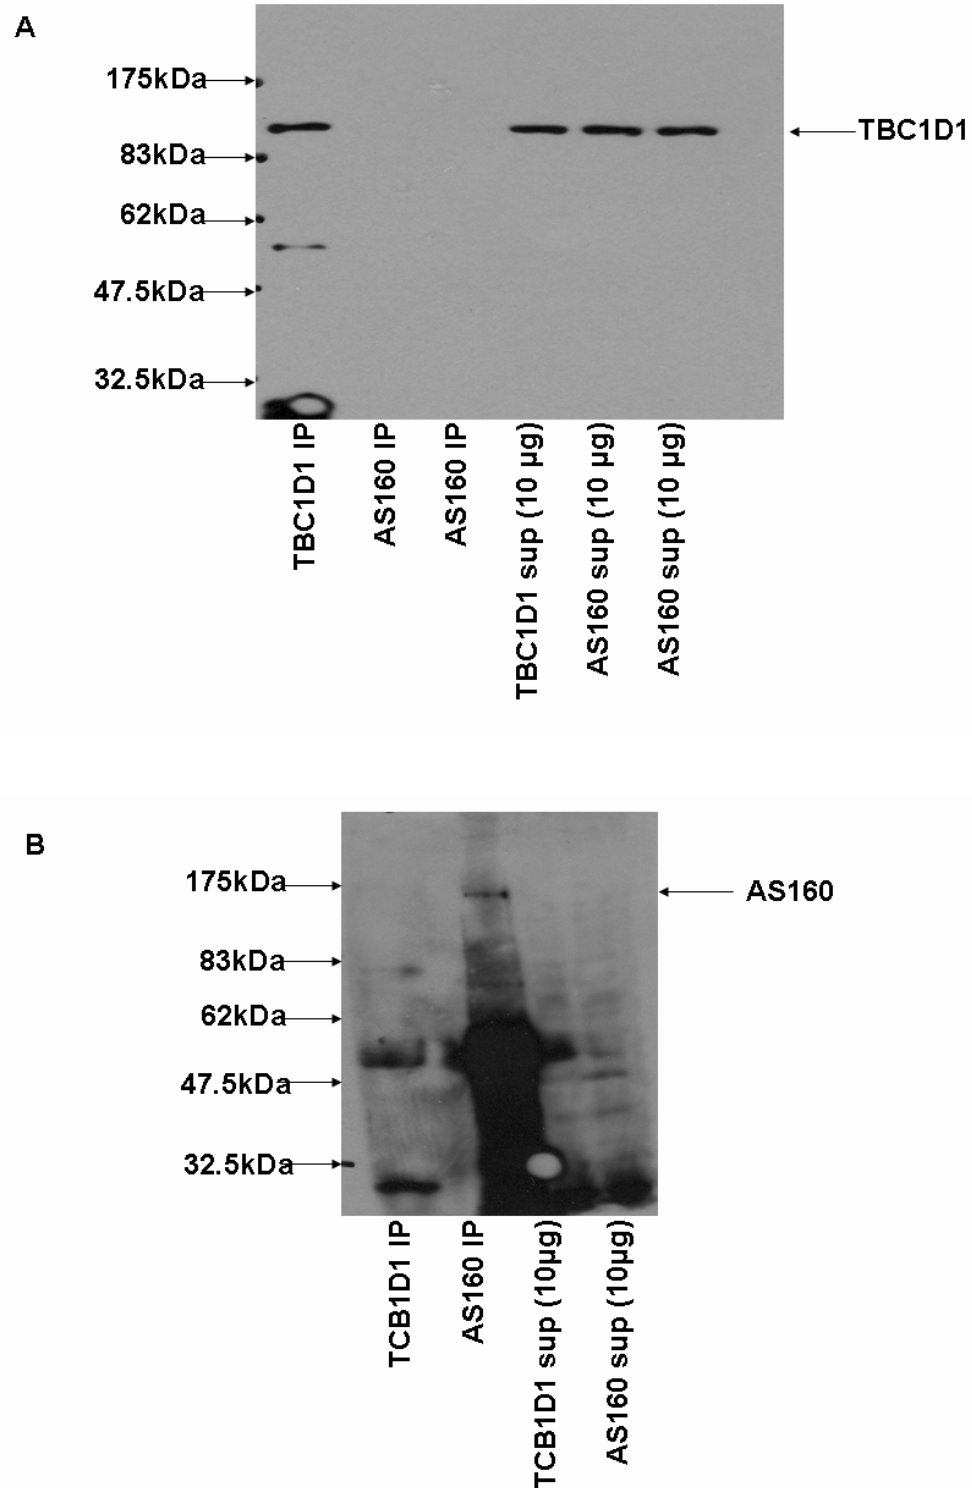 A
175kDa
TBC1D1
83kDa
62kDa
47.5kDa
32.5kDa
TBC1D1 IP
AS160 IP
AS160 IP
TBC1D1 sup (10 µg)
AS160 sup (10 µg)
AS160 sup (10 µg)
B
175kDa
AS160
83kDa
62kDa
47.5kDa
32.5kDa
TCB1D1 IP
AS160 IP
TCB1D1 sup (10µg)
AS160 sup (10µg)